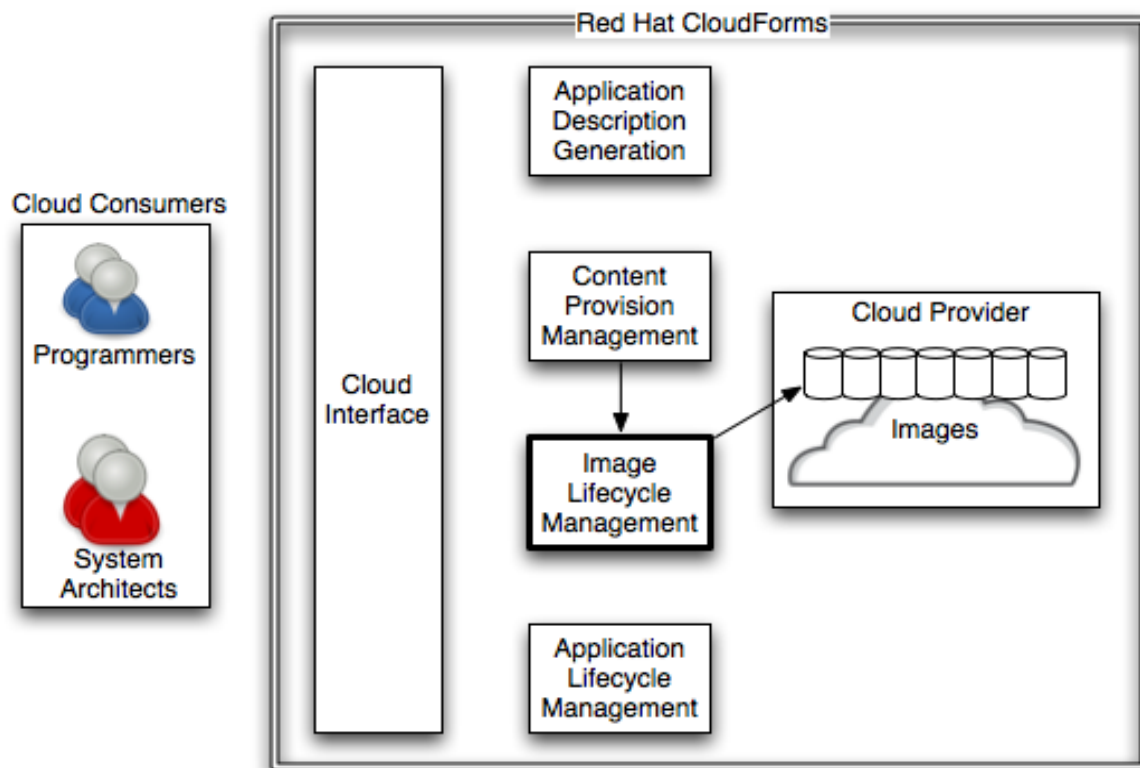 Red Hat CloudForms
Application
Description
Generation
Cloud Consumers
Programmers
System
Architects
Cloud
Interface
Content
Provision
Management
Cloud Provider
Images
Image
Lifecycle
Management
Application
Lifecycle
Management